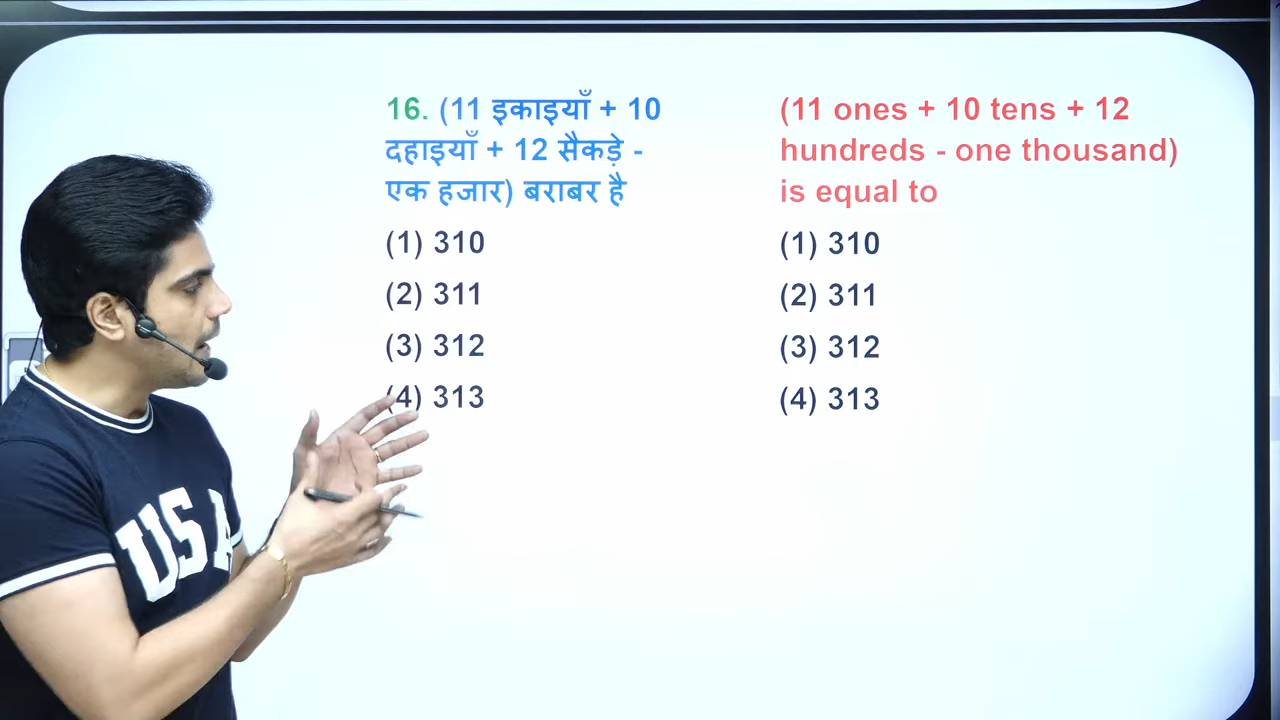 16. (11 इकाइयाँ + 10
दहाइयाँ + 12 सैकड़े -
एक हजार) बराबर है
(1) 310
(2) 311
(3) 312
(4) 313
(11 ones + 10 tens + 12
hundreds - one thousand)
is equal to
(1) 310
(2) 311
(3) 312
(4) 313
USA